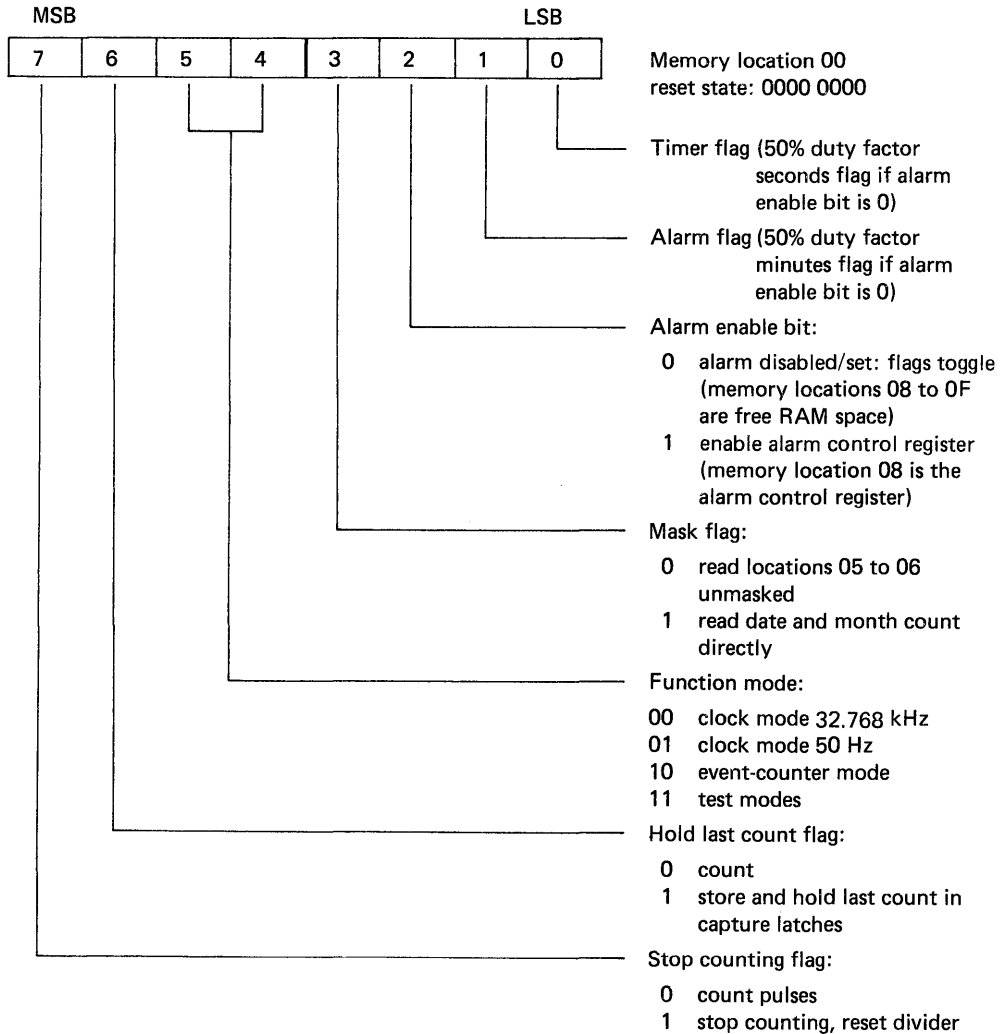 MSB LSB
7 6 5 4 3 2 1 0
Memory location 00
reset state: 0000 0000
Timer flag (50% duty factor
seconds flag if alarm
enable bit is 0)
Alarm flag (50% duty factor
minutes flag if alarm
enable bit is 0)
Alarm enable bit:
0 alarm disabled/set: flags toggle
(memory locations 08 to 0F
are free RAM space)
1 enable alarm control register
(memory location 08 is the
alarm control register)
Mask flag:
0 read locations 05 to 06
unmasked
1 read date and month count
directly
Function mode:
00 clock mode 32.768 kHz
01 clock mode 50 Hz
10 event-counter mode
11 test modes
Hold last count flag:
0 count
1 store and hold last count in
capture latches
Stop counting flag:
0 count pulses
1 stop counting, reset divider